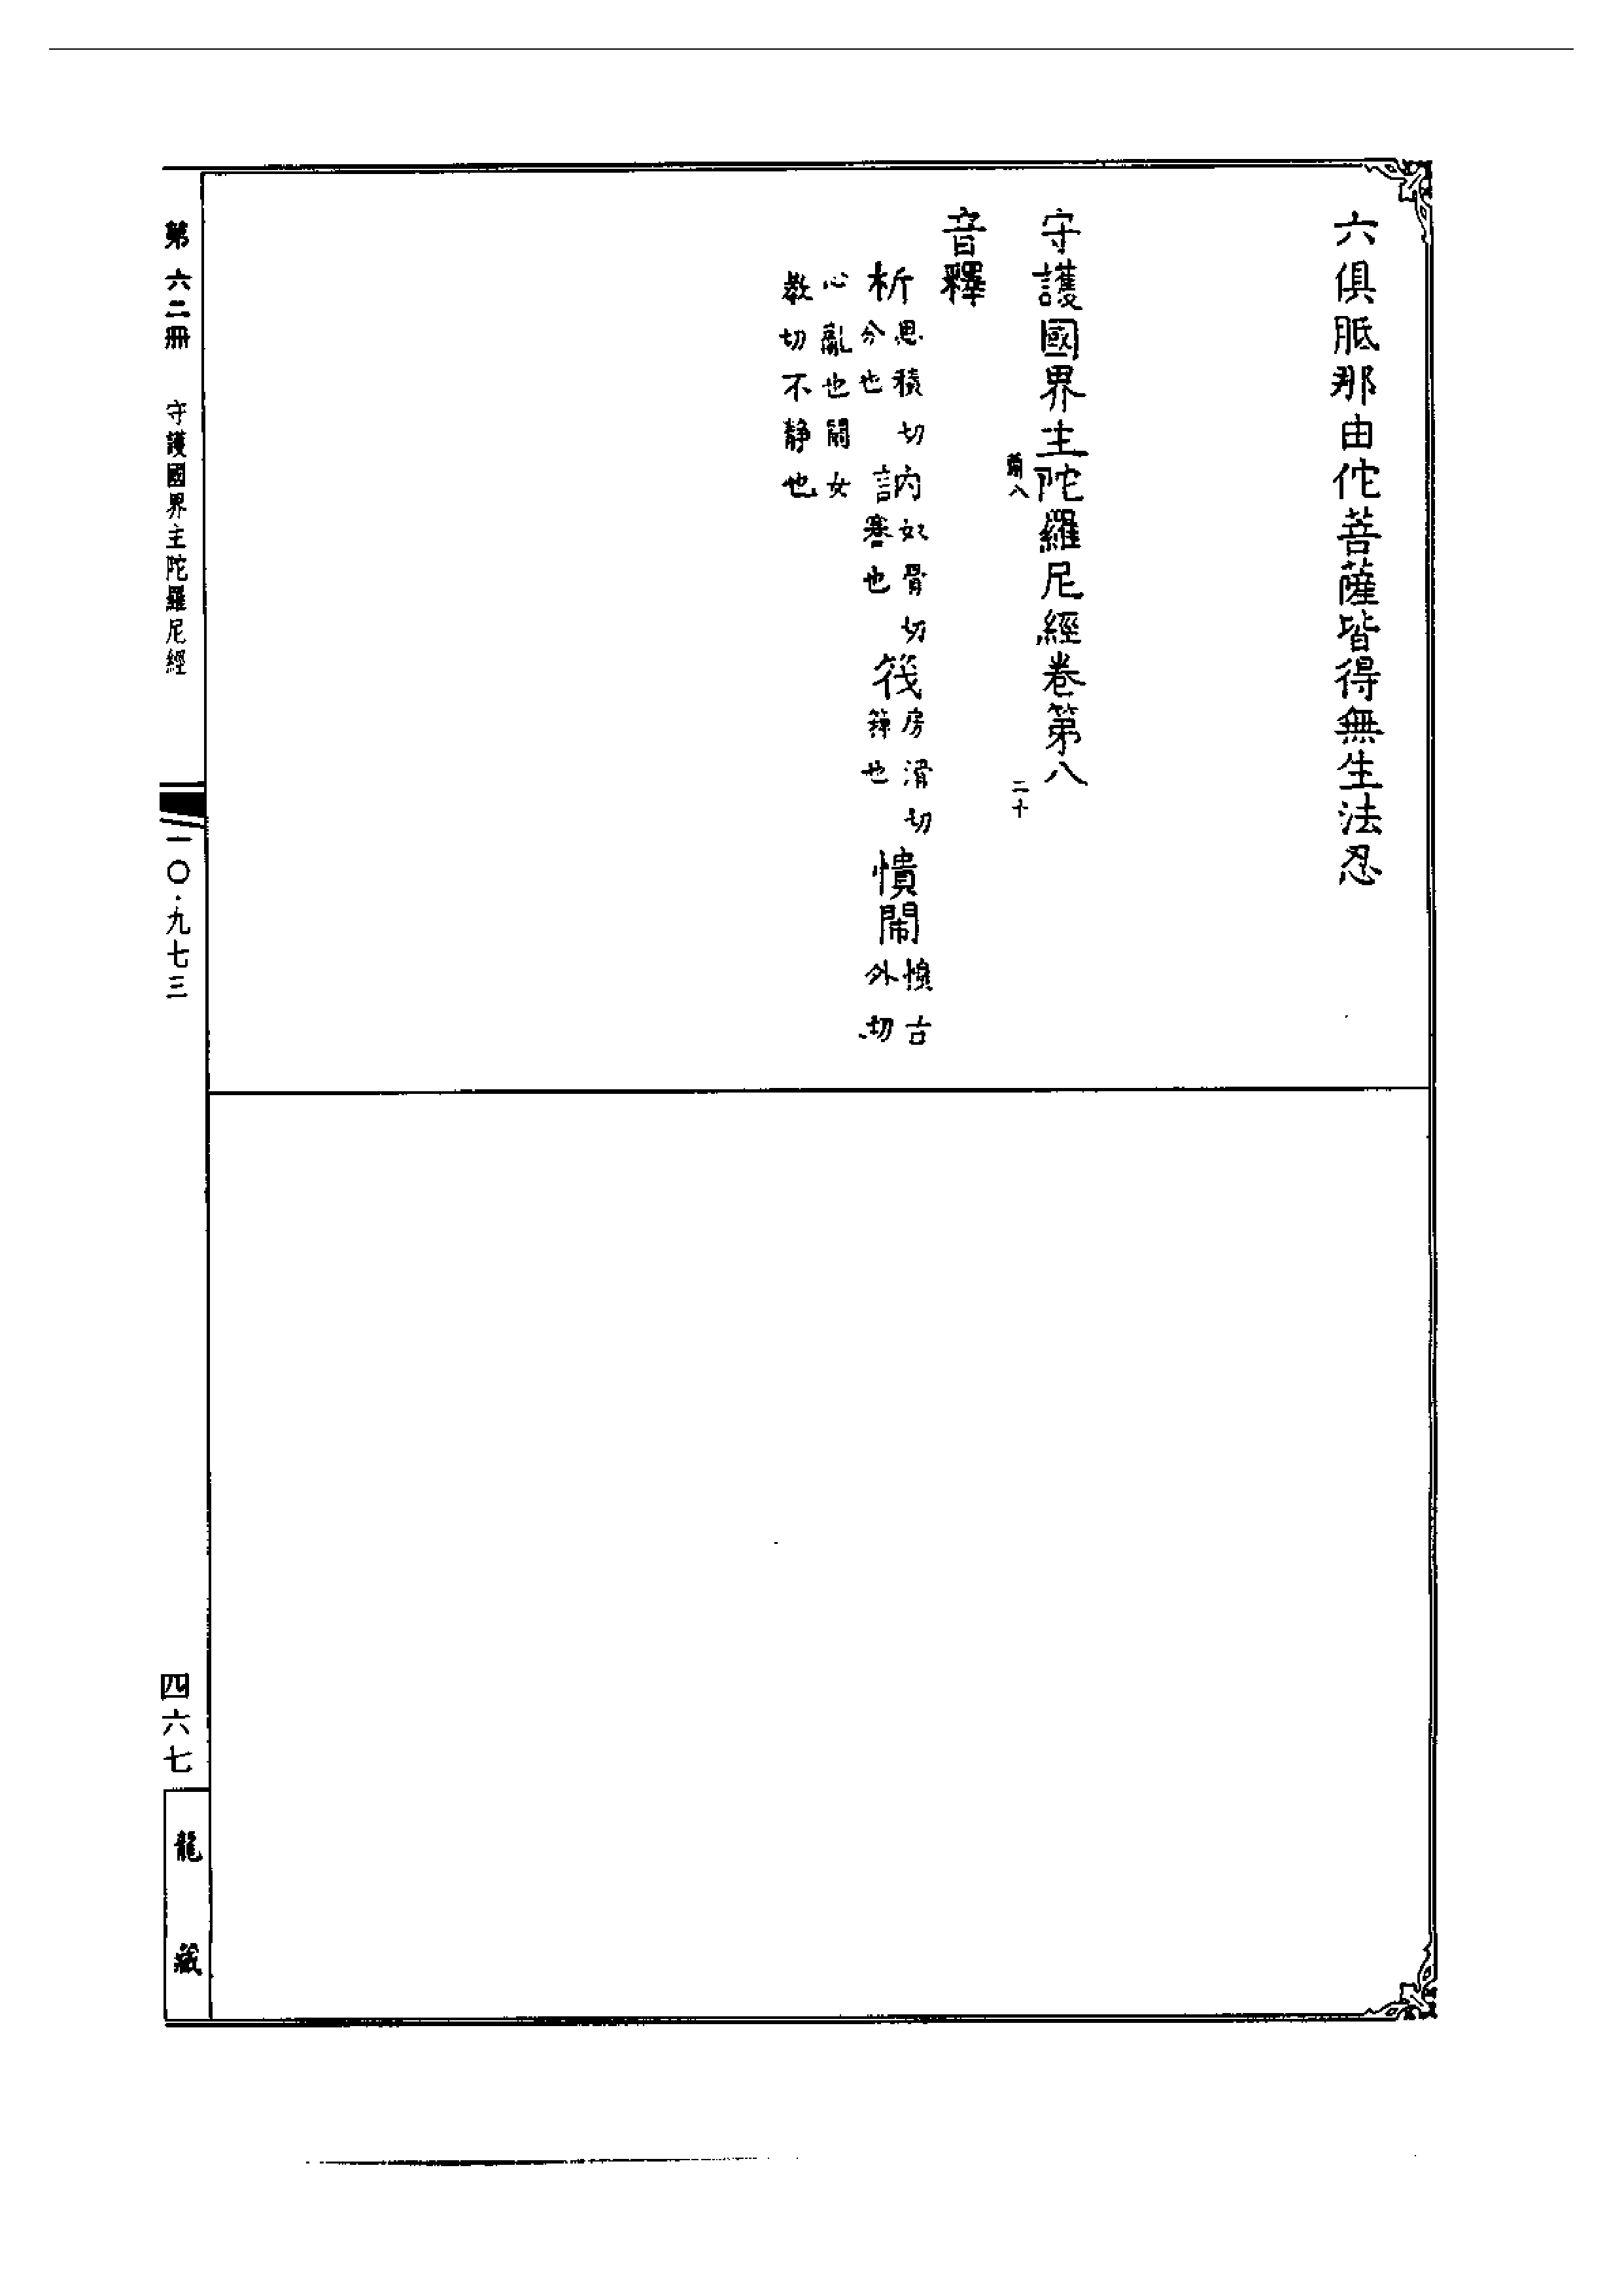 六俱胝那由佗菩薩皆得無生法忍
守護國界主陀羅尼經卷第八
八 二十
音釋
析思積切分也訥奴骨切謇也筏房滑切箄也憒鬧憒古外切
心亂也鬧女教切不靜也
第六二冊 守護國界主陀羅尼經 一〇·九七三 四六七 龍藏